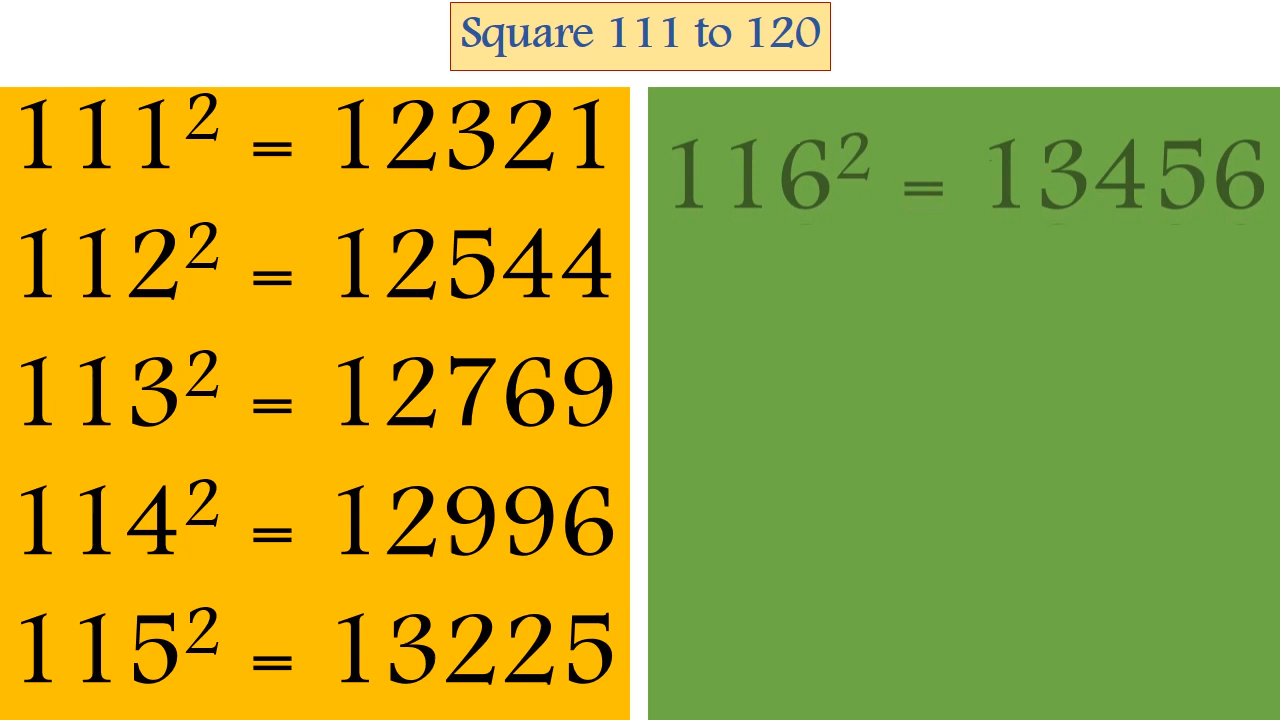 Square 111 to 120
111² = 12321
112² = 12544
113² = 12769
114² = 12996
115² = 13225
116² = 13456